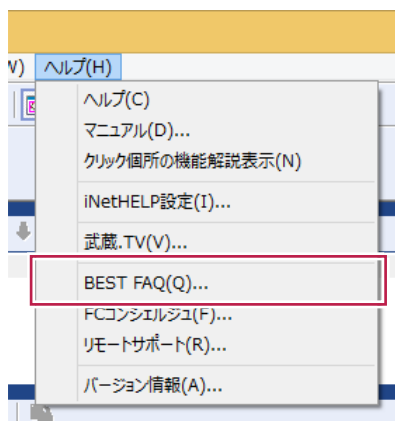 W)
ヘルプ(H)
ヘルプ(C)
マニュアル(D)...
クリック個所の機能解説表示(N)
iNetHELP設定(I)...
武蔵.TV(V)...
BEST FAQ(Q)...
FCコンシェルジュ(F)...
リモートサポート(R)...
バージョン情報(A)...